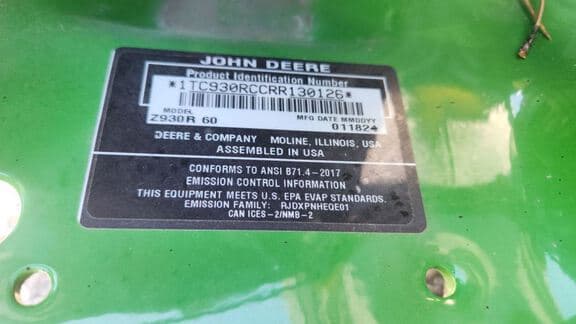 JOHN DEERE
Product Identification Number
*1TC930RCCRR130126*
MODEL MFG DATE MMDDYY
Z930R 60 011824
DEERE & COMPANY MOLINE, ILLINOIS, USA
ASSEMBLED IN USA
CONFORMS TO ANSI B71.4-2017
EMISSION CONTROL INFORMATION
THIS EQUIPMENT MEETS U.S. EPA EVAP STANDARDS.
EMISSION FAMILY: RJDXPNHEQE01
CAN ICES-2/NMB-2